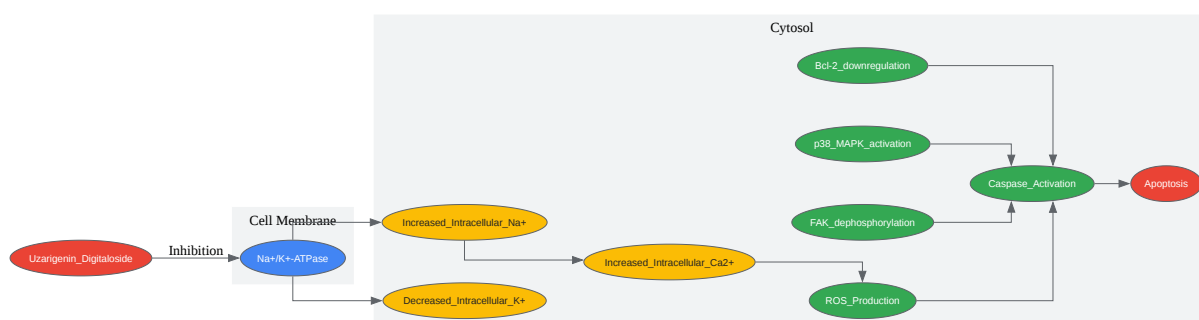 Cytosol
Bcl-2_downregulation
p38_MAPK_activation
Caspase_Activation
Apoptosis
Cell Membrane
Increased_Intracellular_Na+
FAK_dephosphorylation
Inhibition
Uzarigenin_Digitaloside
Na+/K+-ATPase
Increased_Intracellular_Ca2+
Decreased_Intracellular_K+
ROS_Production